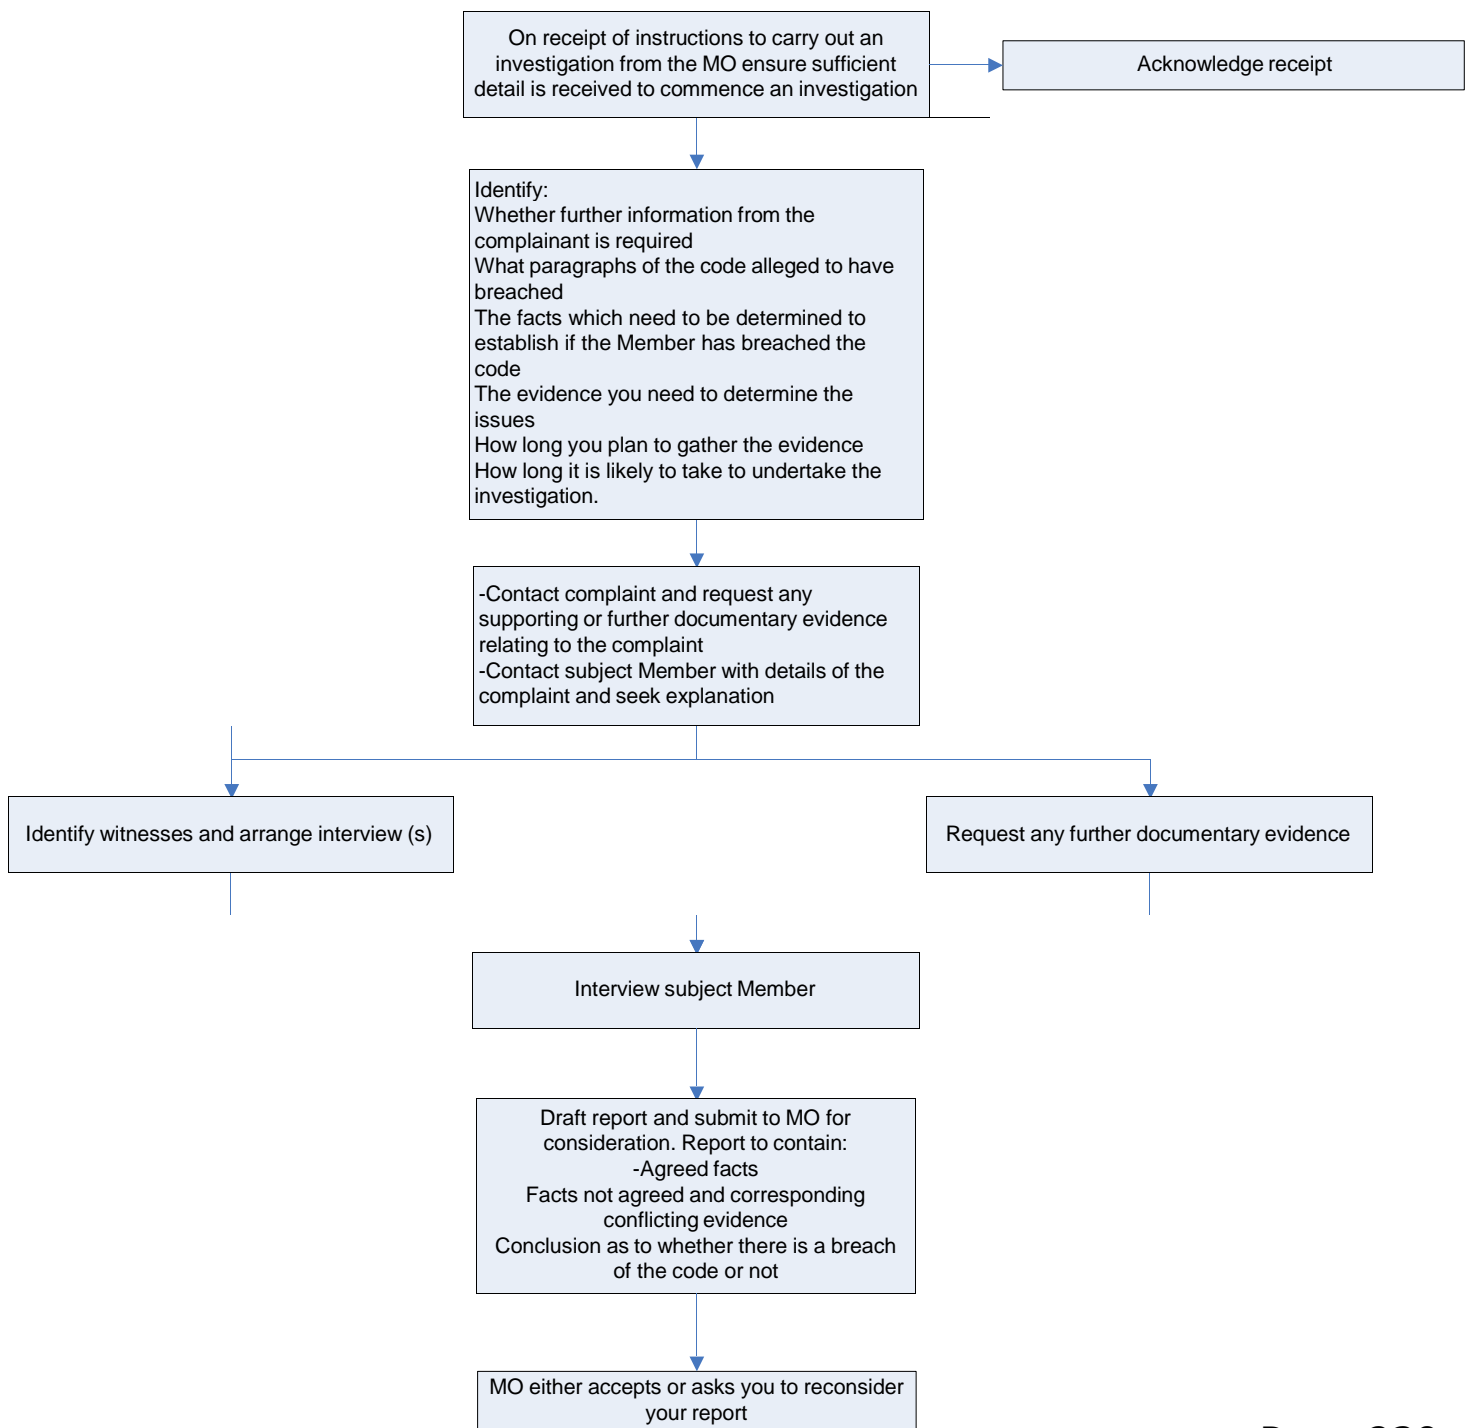 On receipt of instructions to carry out an
investigation from the MO ensure sufficient
detail is received to commence an investigation
Acknowledge receipt
Identify:
Whether further information from the
complainant is required
What paragraphs of the code alleged to have
breached
The facts which need to be determined to
establish if the Member has breached the
code
The evidence you need to determine the
issues
How long you plan to gather the evidence
How long it is likely to take to undertake the
investigation.
-Contact complaint and request any
supporting or further documentary evidence
relating to the complaint
-Contact subject Member with details of the
complaint and seek explanation
Identify witnesses and arrange interview (s)
Request any further documentary evidence
Interview subject Member
Draft report and submit to MO for
consideration. Report to contain:
-Agreed facts
Facts not agreed and corresponding
conflicting evidence
Conclusion as to whether there is a breach
of the code or not
MO either accepts or asks you to reconsider
your report